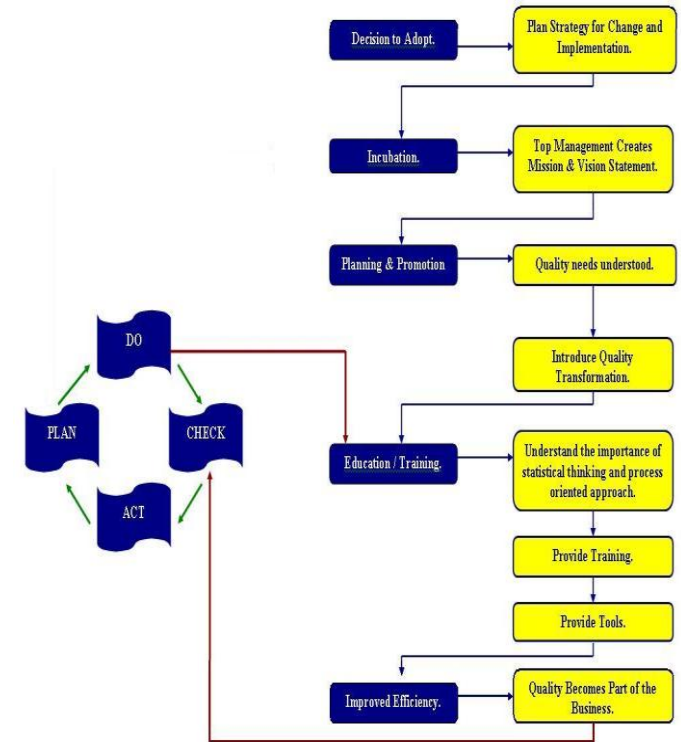 Decision to Adopt.
Plan Strategy for Change and
Implementation.
Incubation.
Top Management Creates
Mission & Vision Statement.
Planning & Promotion
Quality needs understood.
Introduce Quality
Transformation.
DO
PLAN
CHECK
ACT
Education / Training.
Understand the importance of
statistical thinking and process
oriented approach.
Provide Training.
Provide Tools.
Improved Efficiency.
Quality Becomes Part of the
Business.